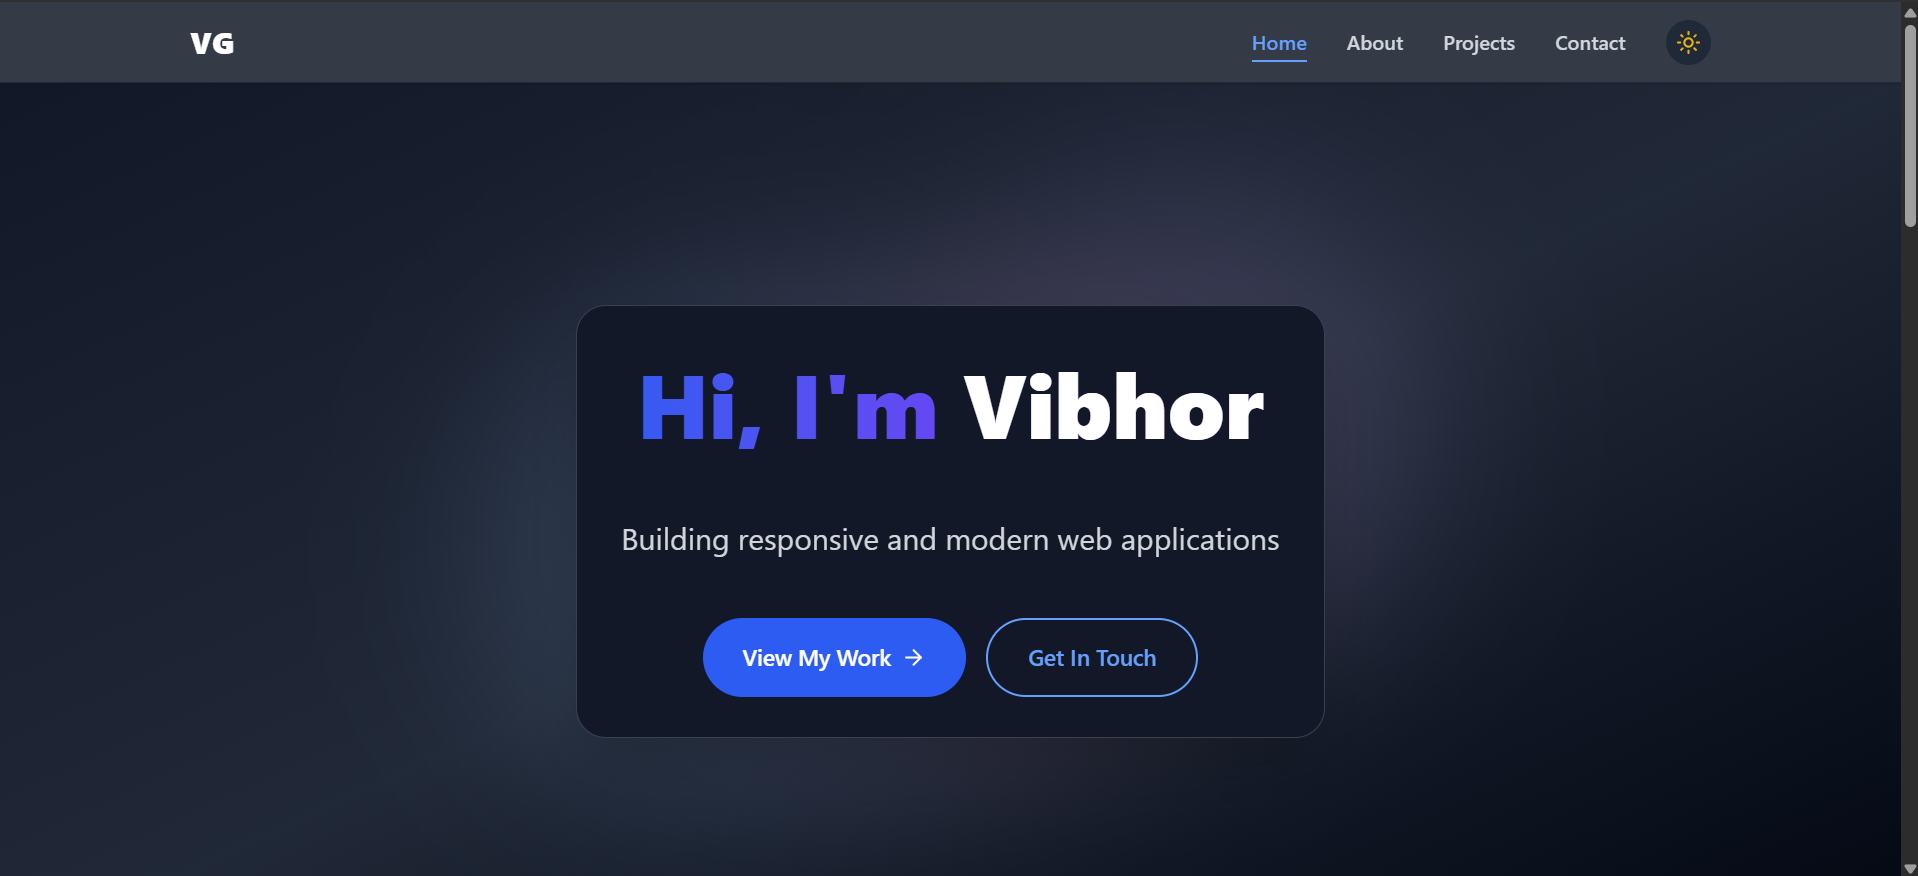 VG
Home
About
Projects
Contact
Hi, I'm Vibhor
Building responsive and modern web applications
View My Work →
Get In Touch